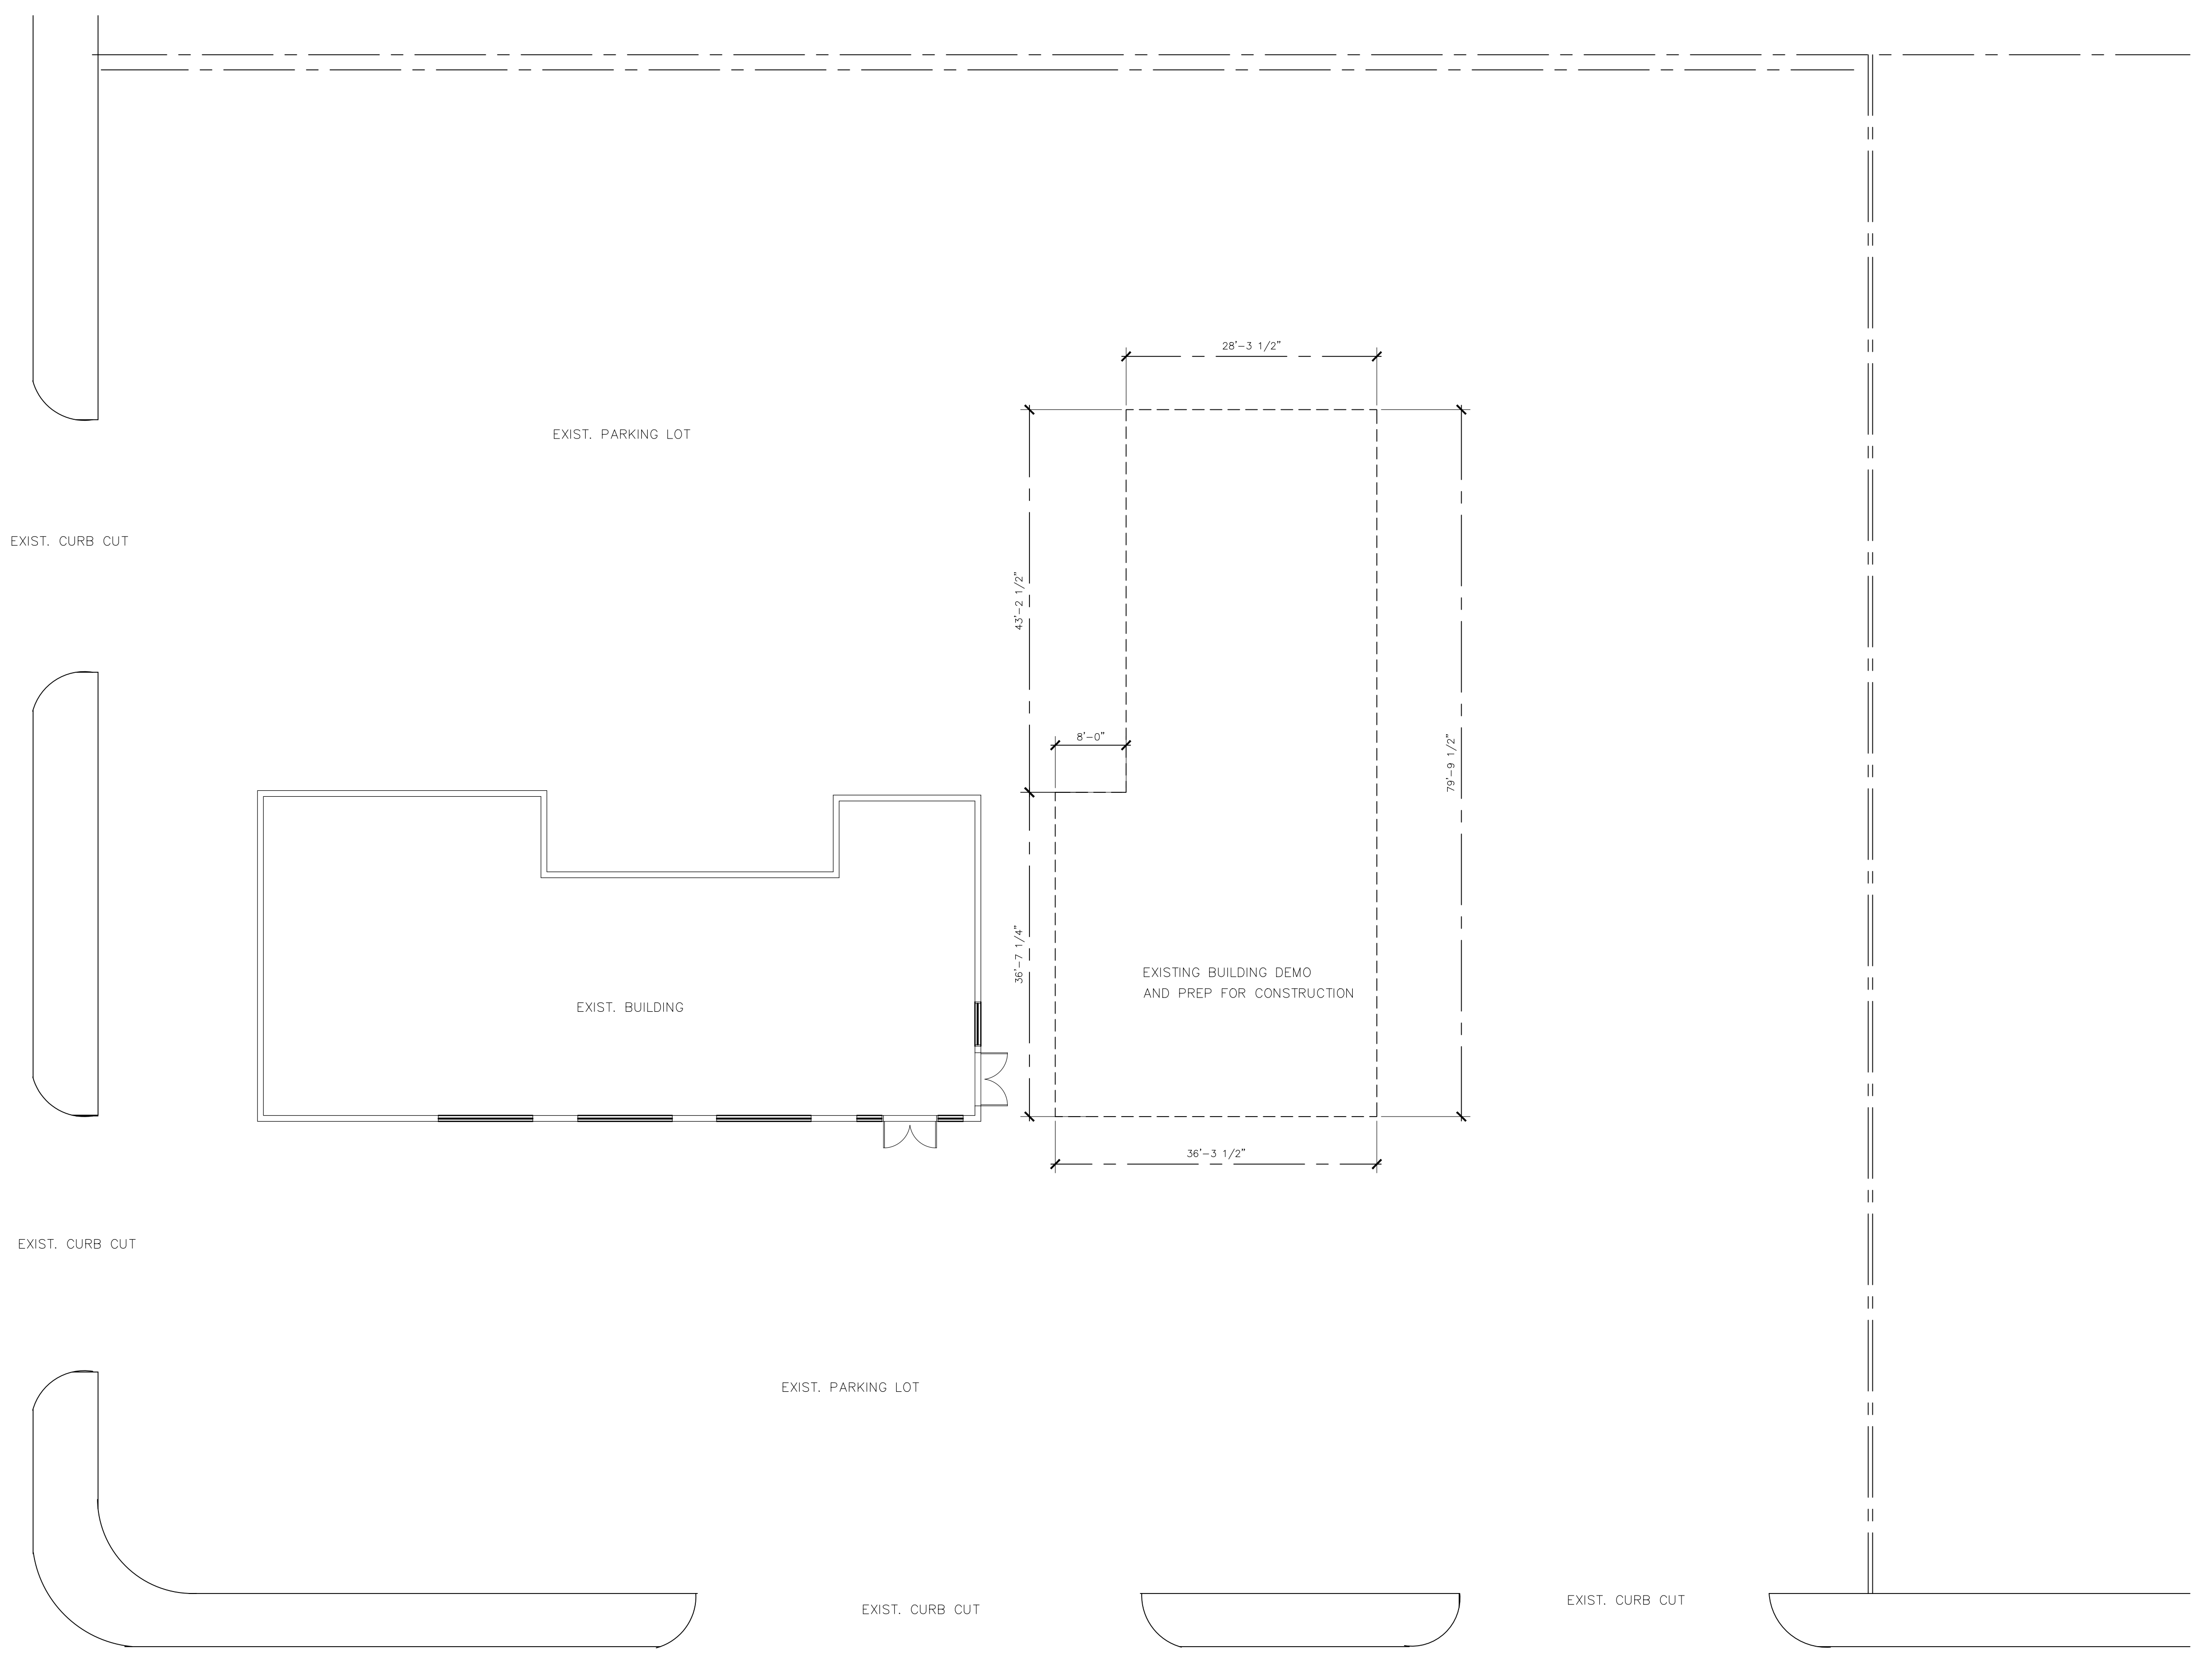 28'-3 1/2"
EXIST. PARKING LOT
EXIST. CURB CUT
43'-2 1/2"
8'-0"
79'-9 1/2"
36'-7 1/4"
EXISTING BUILDING DEMO
AND PREP FOR CONSTRUCTION
EXIST. BUILDING
36'-3 1/2"
EXIST. CURB CUT
EXIST. PARKING LOT
EXIST. CURB CUT
EXIST. CURB CUT